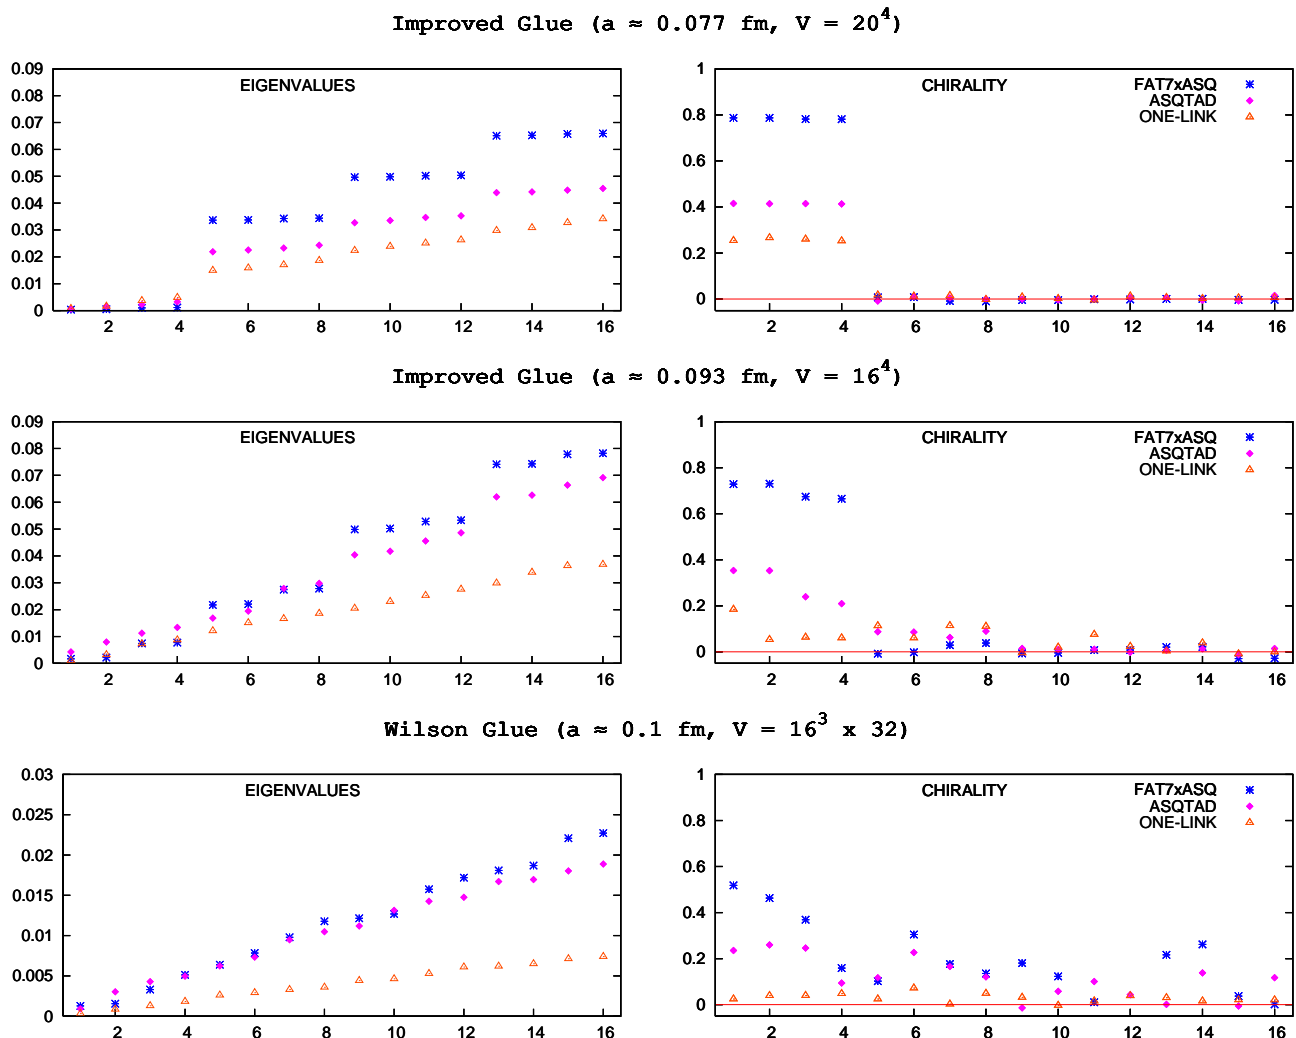 Improved Glue (a ≈ 0.077 fm, V = 20⁴)
EIGENVALUES
0.09
0.08
0.07
0.06
0.05
0.04
0.03
0.02
0.01
0
2 4 6 8 10 12 14 16
CHIRALITY
FAT7xASQ
ASQTAD
ONE-LINK
1
0.8
0.6
0.4
0.2
0
2 4 6 8 10 12 14 16
Improved Glue (a ≈ 0.093 fm, V = 16⁴)
EIGENVALUES
0.09
0.08
0.07
0.06
0.05
0.04
0.03
0.02
0.01
0
2 4 6 8 10 12 14 16
CHIRALITY
FAT7xASQ
ASQTAD
ONE-LINK
1
0.8
0.6
0.4
0.2
0
2 4 6 8 10 12 14 16
Wilson Glue (a ≈ 0.1 fm, V = 16³ x 32)
EIGENVALUES
0.03
0.025
0.02
0.015
0.01
0.005
0
2 4 6 8 10 12 14 16
CHIRALITY
FAT7xASQ
ASQTAD
ONE-LINK
1
0.8
0.6
0.4
0.2
0
2 4 6 8 10 12 14 16